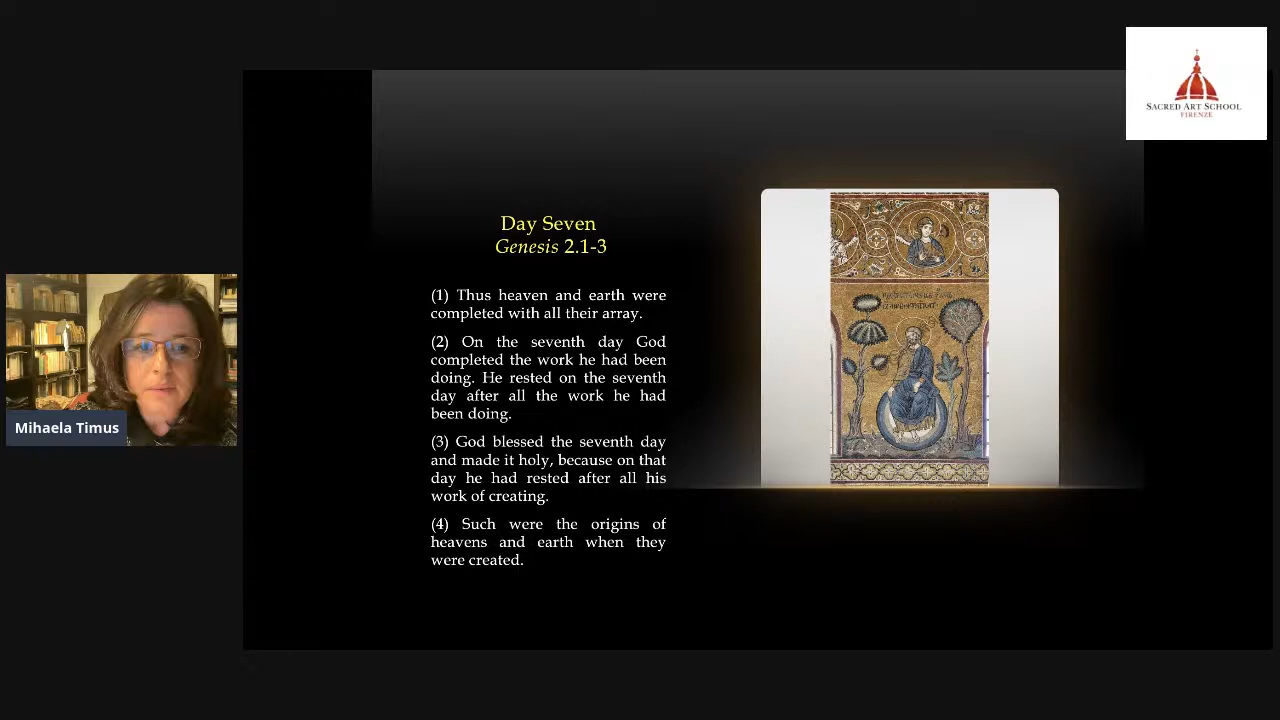 SACRED ART SCHOOL
FIRENZE
Day Seven
Genesis 2.1-3
(1) Thus heaven and earth were
completed with all their array.
(2) On the seventh day God
completed the work he had been
doing. He rested on the seventh
day after all the work he had
been doing.
(3) God blessed the seventh day
and made it holy, because on that
day he had rested after all his
work of creating.
(4) Such were the origins of
heavens and earth when they
were created.
Mihaela Timus